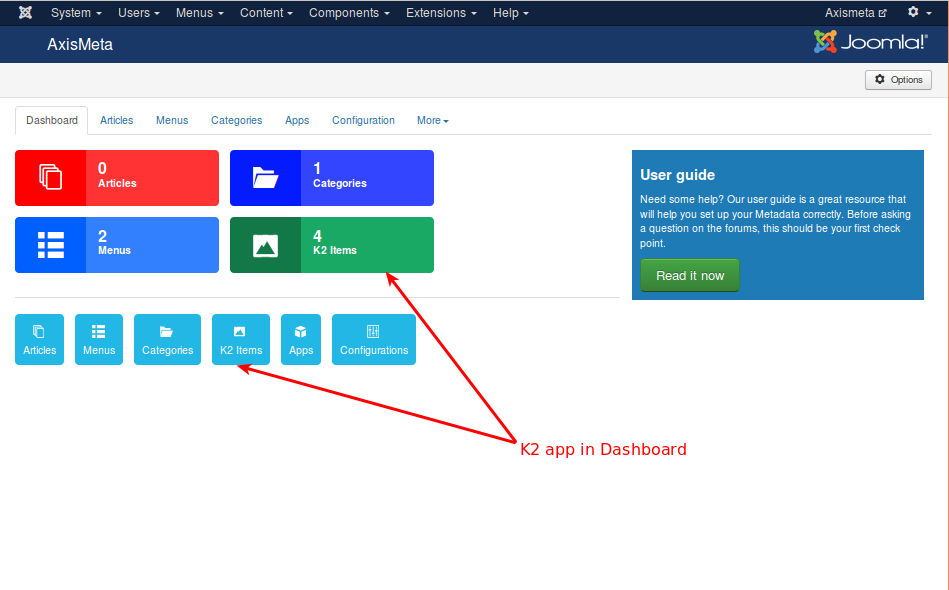 System Users Menus Content Components Extensions Help Axismeta
AxisMeta Joomla!
Options
Dashboard Articles Menus Categories Apps Configuration More
0
Articles
1
Categories
2
Menus
4
K2 Items
User guide
Need some help? Our user guide is a great resource that
will help you set up your Metadata correctly. Before asking
a question on the forums, this should be your first check
point.
Read it now
Articles Menus Categories K2 Items Apps Configurations
K2 app in Dashboard